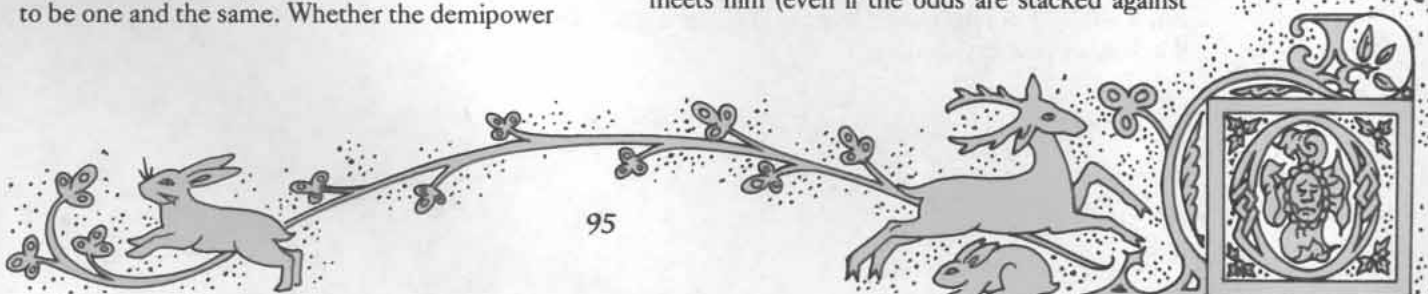 to be one and the same. Whether the demipower
meets him (even if the odds are stacked against
95